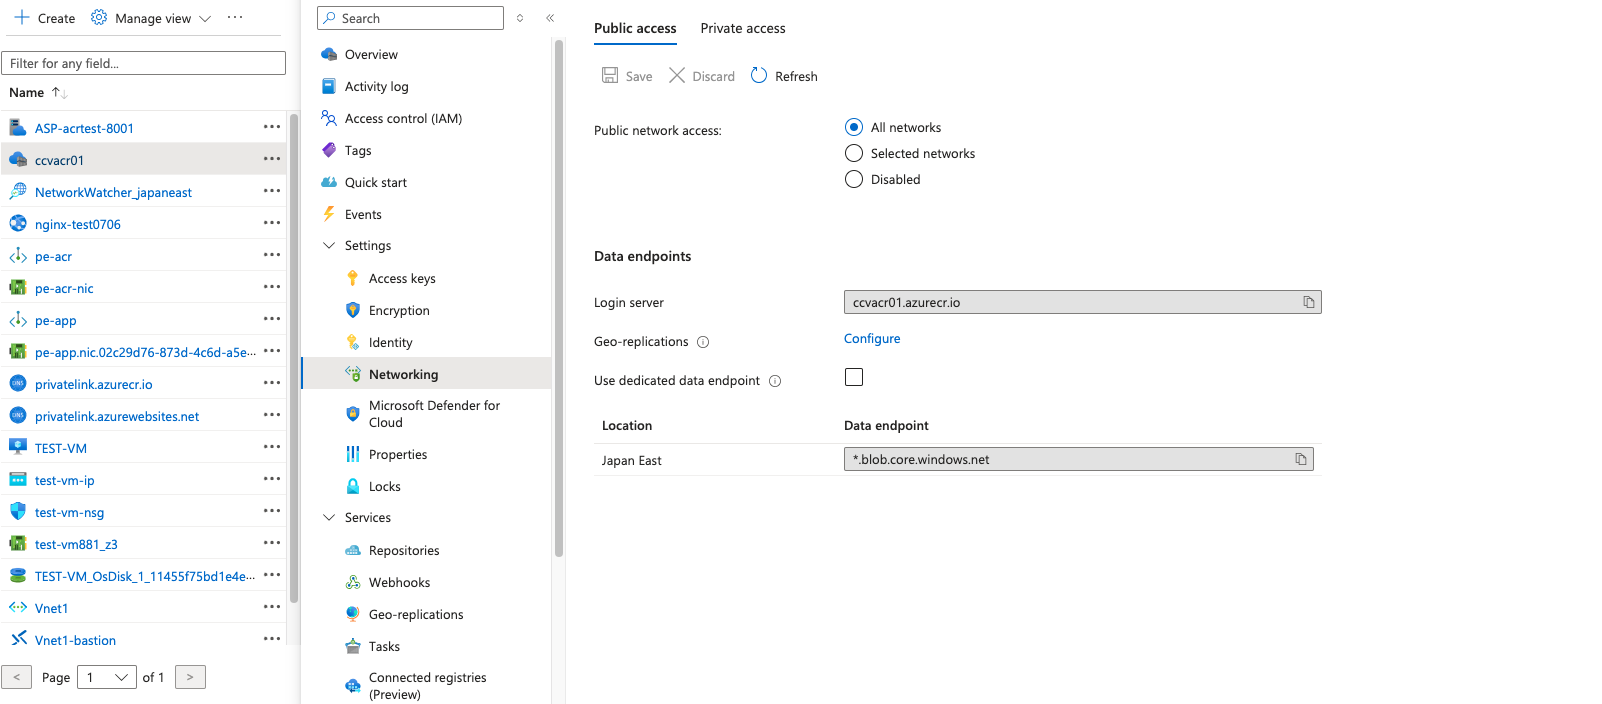 Create
Manage view
...
Filter for any field...
Name
ASP-acrtest-8001
ccvacr01
NetworkWatcher_japaneast
nginx-test0706
pe-acr
pe-acr-nic
pe-app
pe-app.nic.02c29d76-873d-4c6d-a5e...
privatelink.azurecr.io
privatelink.azurewebsites.net
TEST-VM
test-vm-ip
test-vm-nsg
test-vm881_z3
TEST-VM_OsDisk_1_11455f75bd1e4e...
Vnet1
Vnet1-bastion
< Page 1 of 1 >
Search
Overview
Activity log
Access control (IAM)
Tags
Quick start
Events
Settings
Access keys
Encryption
Identity
Networking
Microsoft Defender for
Cloud
Properties
Locks
Services
Repositories
Webhooks
Geo-replications
Tasks
Connected registries
(Preview)
Public access Private access
Save Discard Refresh
Public network access:
All networks
Selected networks
Disabled
Data endpoints
Login server ccvacr01.azurecr.io
Geo-replications Configure
Use dedicated data endpoint
Location Data endpoint
Japan East *.blob.core.windows.net